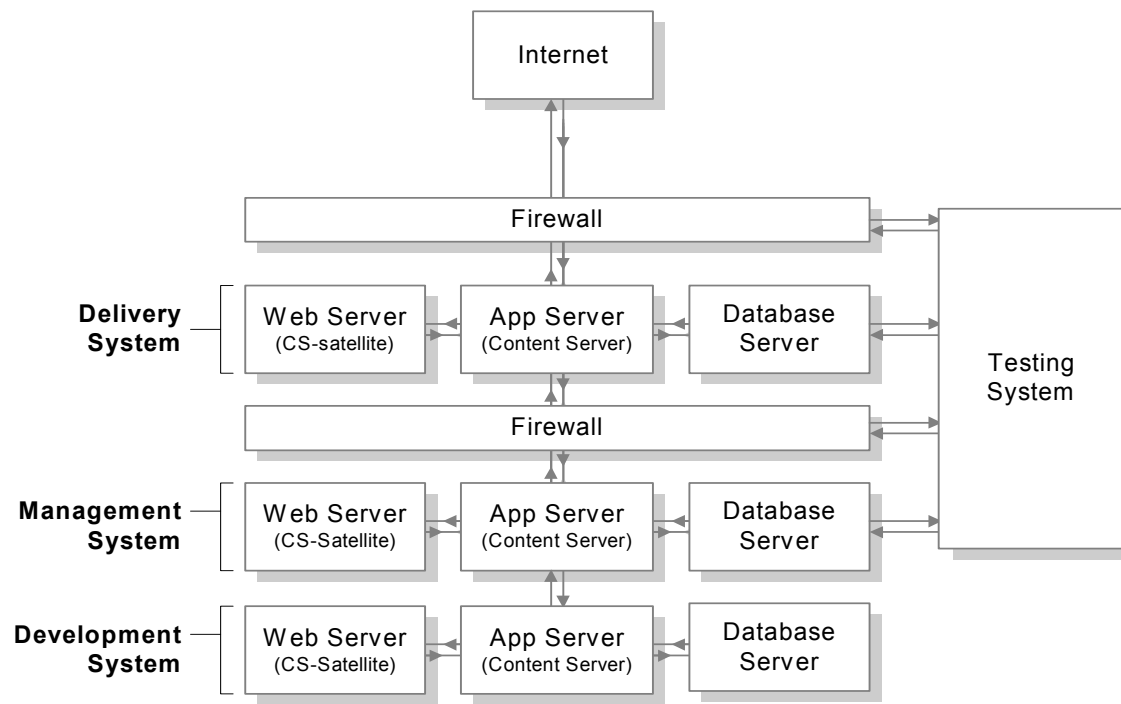 Internet
Firewall
Delivery
System
Web Server
(CS-satellite)
App Server
(Content Server)
Database
Server
Testing
System
Firewall
Management
System
Web Server
(CS-Satellite)
App Server
(Content Server)
Database
Server
Development
System
Web Server
(CS-Satellite)
App Server
(Content Server)
Database
Server